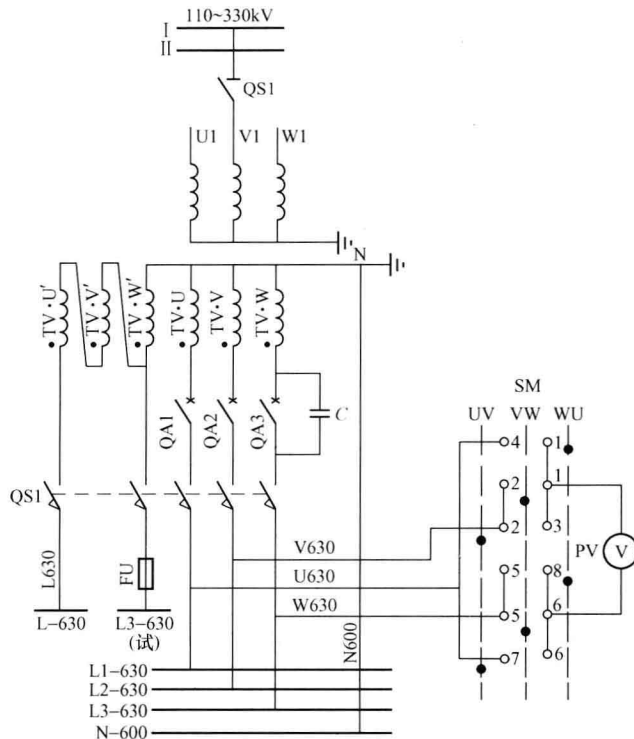 110~330kV
I
II
QS1
U1
V1
W1
N
TV·U'
TV·V'
TV·W'
TV·U
TV·V
TV·W
QA1
QA2
QA3
C
SM
UV
VW
WU
4
1
2
1
2
3
5
8
5
6
7
6
PV
V
QS1
L630
FU
V630
U630
W630
N600
L-630
L3-630
(试)
L1-630
L2-630
L3-630
N-600